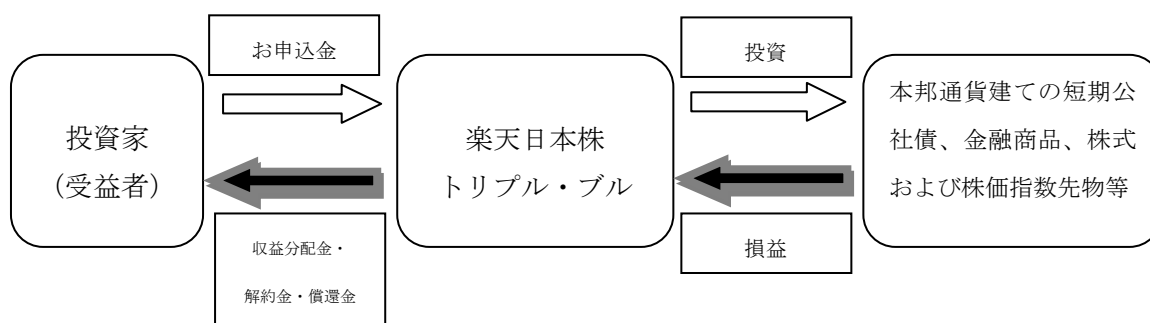 お申込金
投資
投資家
（受益者）
楽天日本株
トリプル・ブル
本邦通貨建ての短期公
社債、金融商品、株式
および株価指数先物等
収益分配金・
解約金・償還金
損益